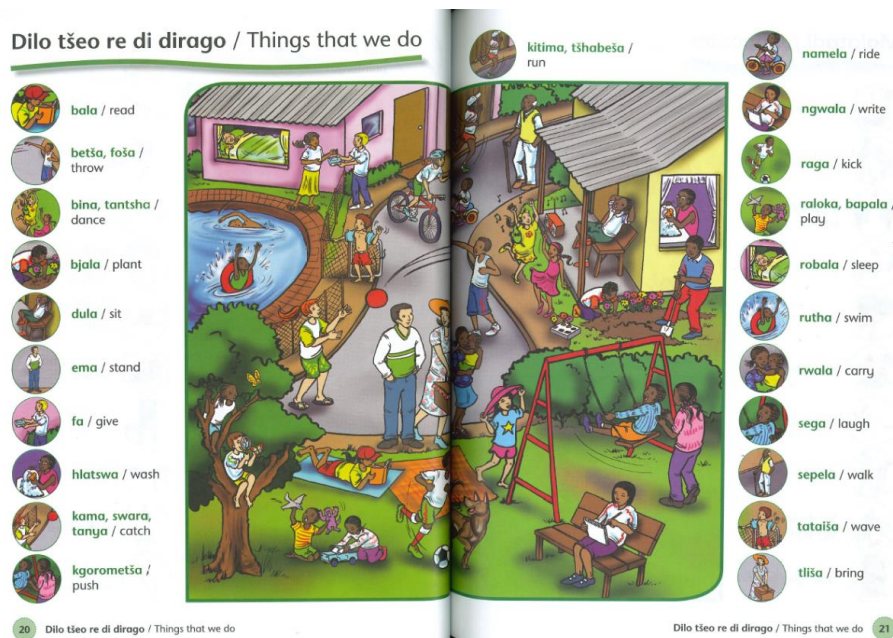 Dilo tšeo re di dirago / Things that we do
bala / read
betša, foša /
throw
bina, tantsha /
dance
bjala / plant
dula / sit
ema / stand
fa / give
hlatswa / wash
kama, swara,
tanya / catch
kgorometša /
push
20 Dilo tšeo re di dirago / Things that we do
kitima, tšhabeša /
run
namela / ride
ngwala / write
raga / kick
raloka, bapala /
play
robala / sleep
rutha / swim
rwala / carry
sega / laugh
sepela / walk
tataiša / wave
tliša / bring
Dilo tšeo re di dirago / Things that we do 21